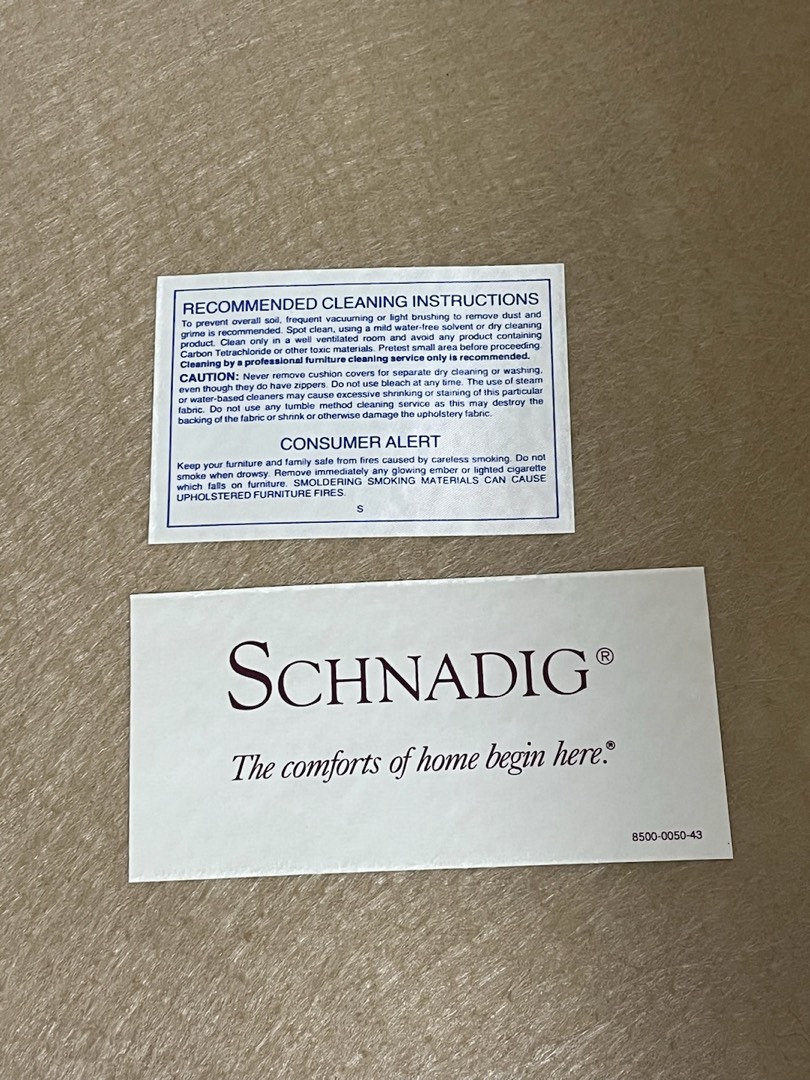 RECOMMENDED CLEANING INSTRUCTIONS
To prevent overall soil, frequent vacuuming or light brushing to remove dust and
grime is recommended. Spot clean, using a mild water-free solvent or dry cleaning
product. Clean only in a well ventilated room and avoid any product containing
Carbon Tetrachloride or other toxic materials. Pretest small area before proceeding.
Cleaning by a professional furniture cleaning service only is recommended.
CAUTION: Never remove cushion covers for separate dry cleaning or washing,
even though they do have zippers. Do not use bleach at any time. The use of steam
or water-based cleaners may cause excessive shrinking or staining of this particular
fabric. Do not use any tumble method cleaning service as this may destroy the
backing of the fabric or shrink or otherwise damage the upholstery fabric.
CONSUMER ALERT
Keep your furniture and family safe from fires caused by careless smoking. Do not
smoke when drowsy. Remove immediately any glowing ember or lighted cigarette
which falls on furniture. SMOLDERING SMOKING MATERIALS CAN CAUSE
UPHOLSTERED FURNITURE FIRES.
S
SCHNADIG®
The comforts of home begin here.®
8500-0050-43